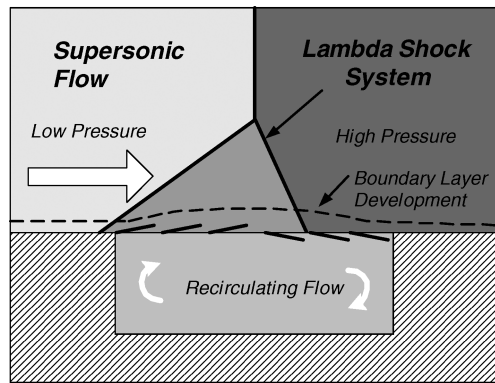 Supersonic
Flow
Lambda Shock
System
Low Pressure
High Pressure
Boundary Layer
Development
Recirculating Flow